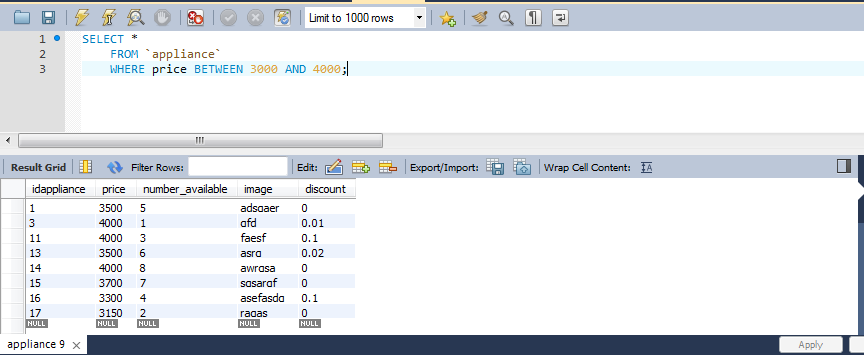 Limit to 1000 rows
1 SELECT *
2 FROM `appliance`
3 WHERE price BETWEEN 3000 AND 4000;
Result Grid Filter Rows: Edit: Export/Import: Wrap Cell Content: IA
idappliance price number_available image discount
1 3500 5 adsgaer 0
3 4000 1 gfd 0.01
11 4000 3 faesf 0.1
13 3500 6 asrg 0.02
14 4000 8 awrgsa 0
15 3700 7 sgsargf 0
16 3300 4 asefasdg 0.1
17 3150 2 ragas 0
NULL NULL NULL NULL NULL
appliance 9 × Apply